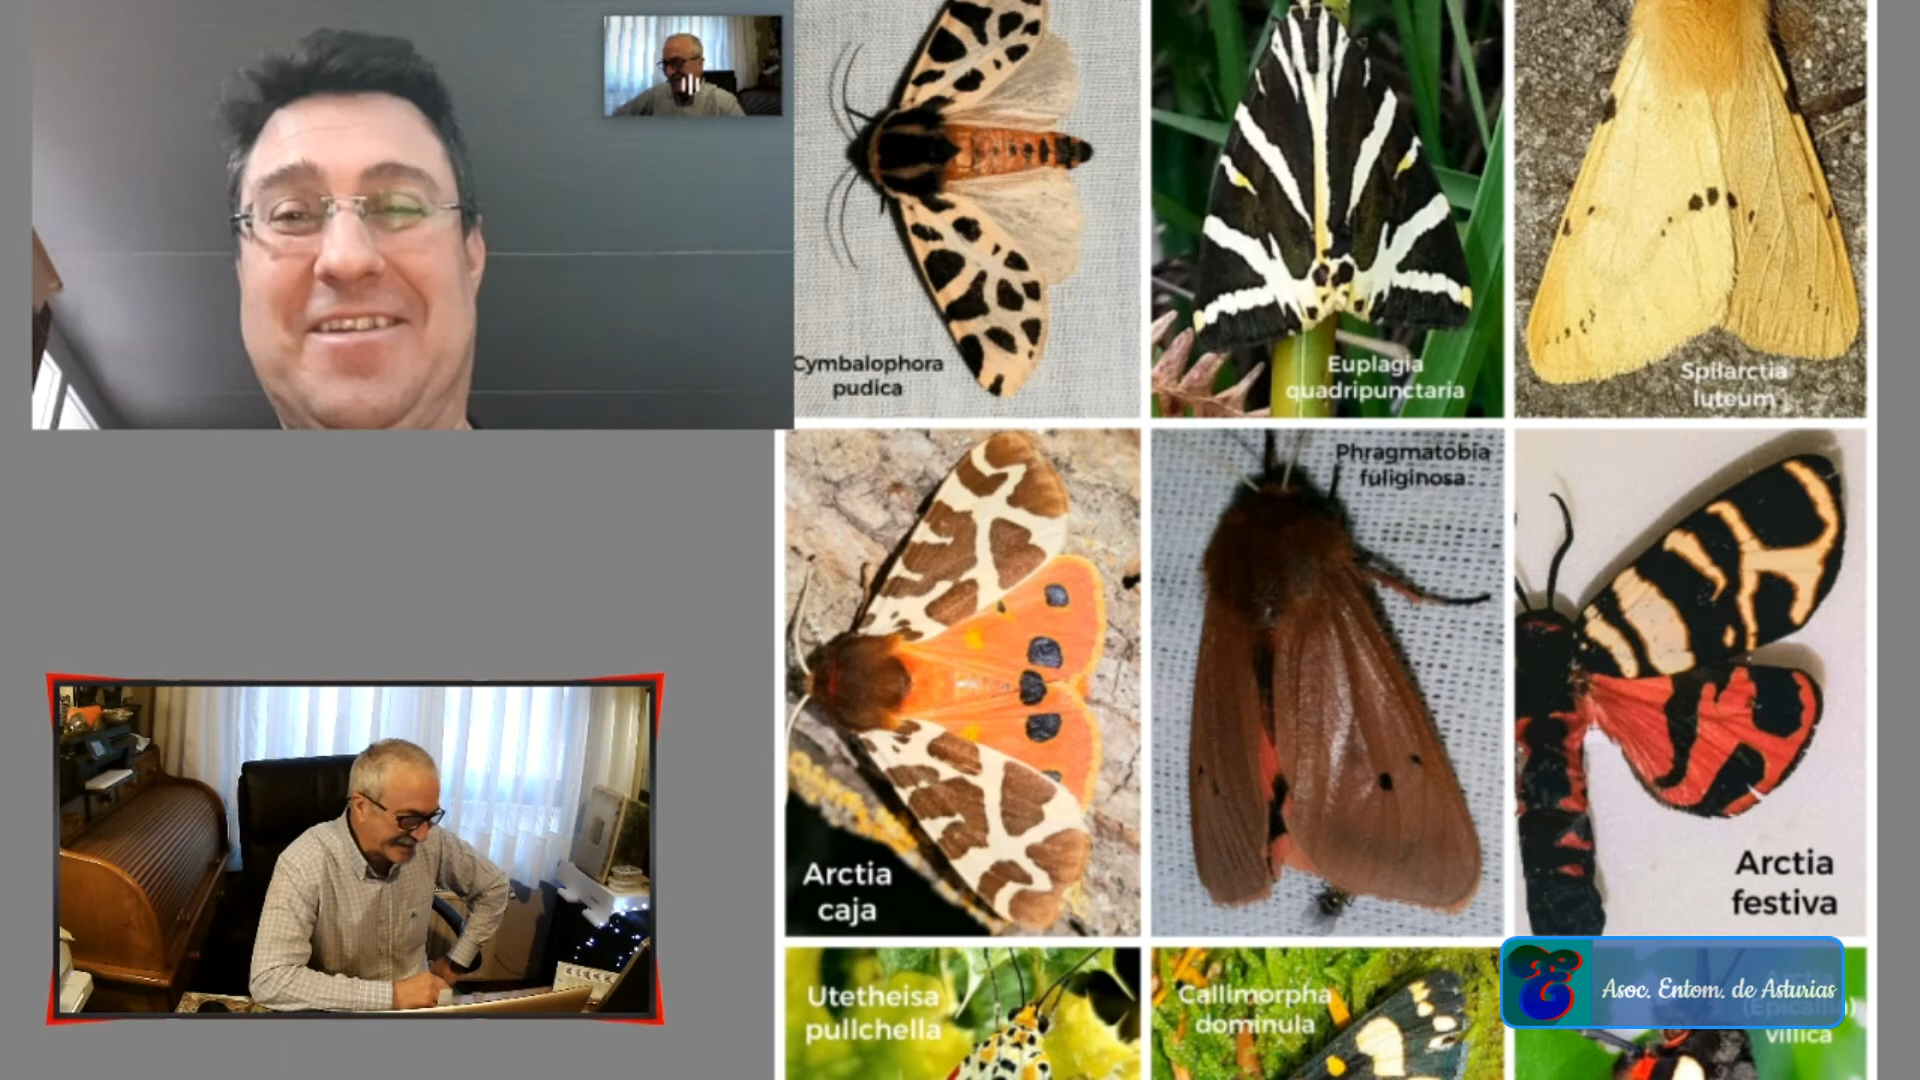 Cymbalophora
pudica
Euplagia
quadripunctaria
Spilarctia
luteum
Phragmatobia
fuliginosa
Arctia
caja
Arctia
festiva
Utetheisa
pullchella
Callimorpha
dominula
Asoc. Entom. de Asturias
villica